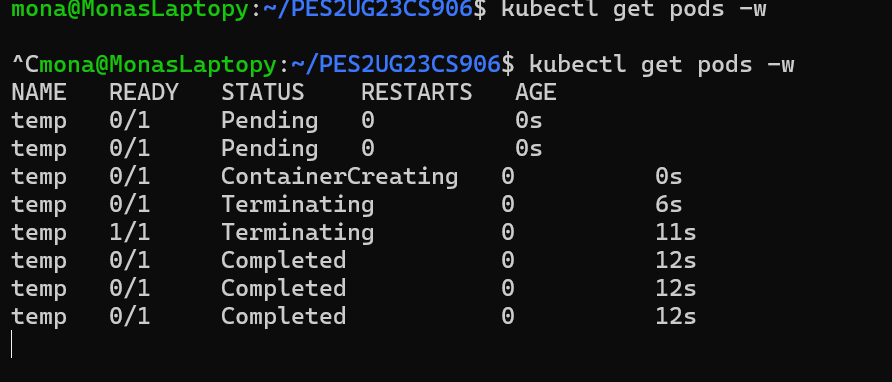 mona@MonasLaptopy:~/PES2UG23CS906$ kubectl get pods -w
^Cmona@MonasLaptopy:~/PES2UG23CS906$ kubectl get pods -w
NAME   READY   STATUS    RESTARTS   AGE
temp   0/1     Pending   0          0s
temp   0/1     Pending   0          0s
temp   0/1     ContainerCreating   0          0s
temp   0/1     Terminating         0          6s
temp   1/1     Terminating         0          11s
temp   0/1     Completed           0          12s
temp   0/1     Completed           0          12s
temp   0/1     Completed           0          12s